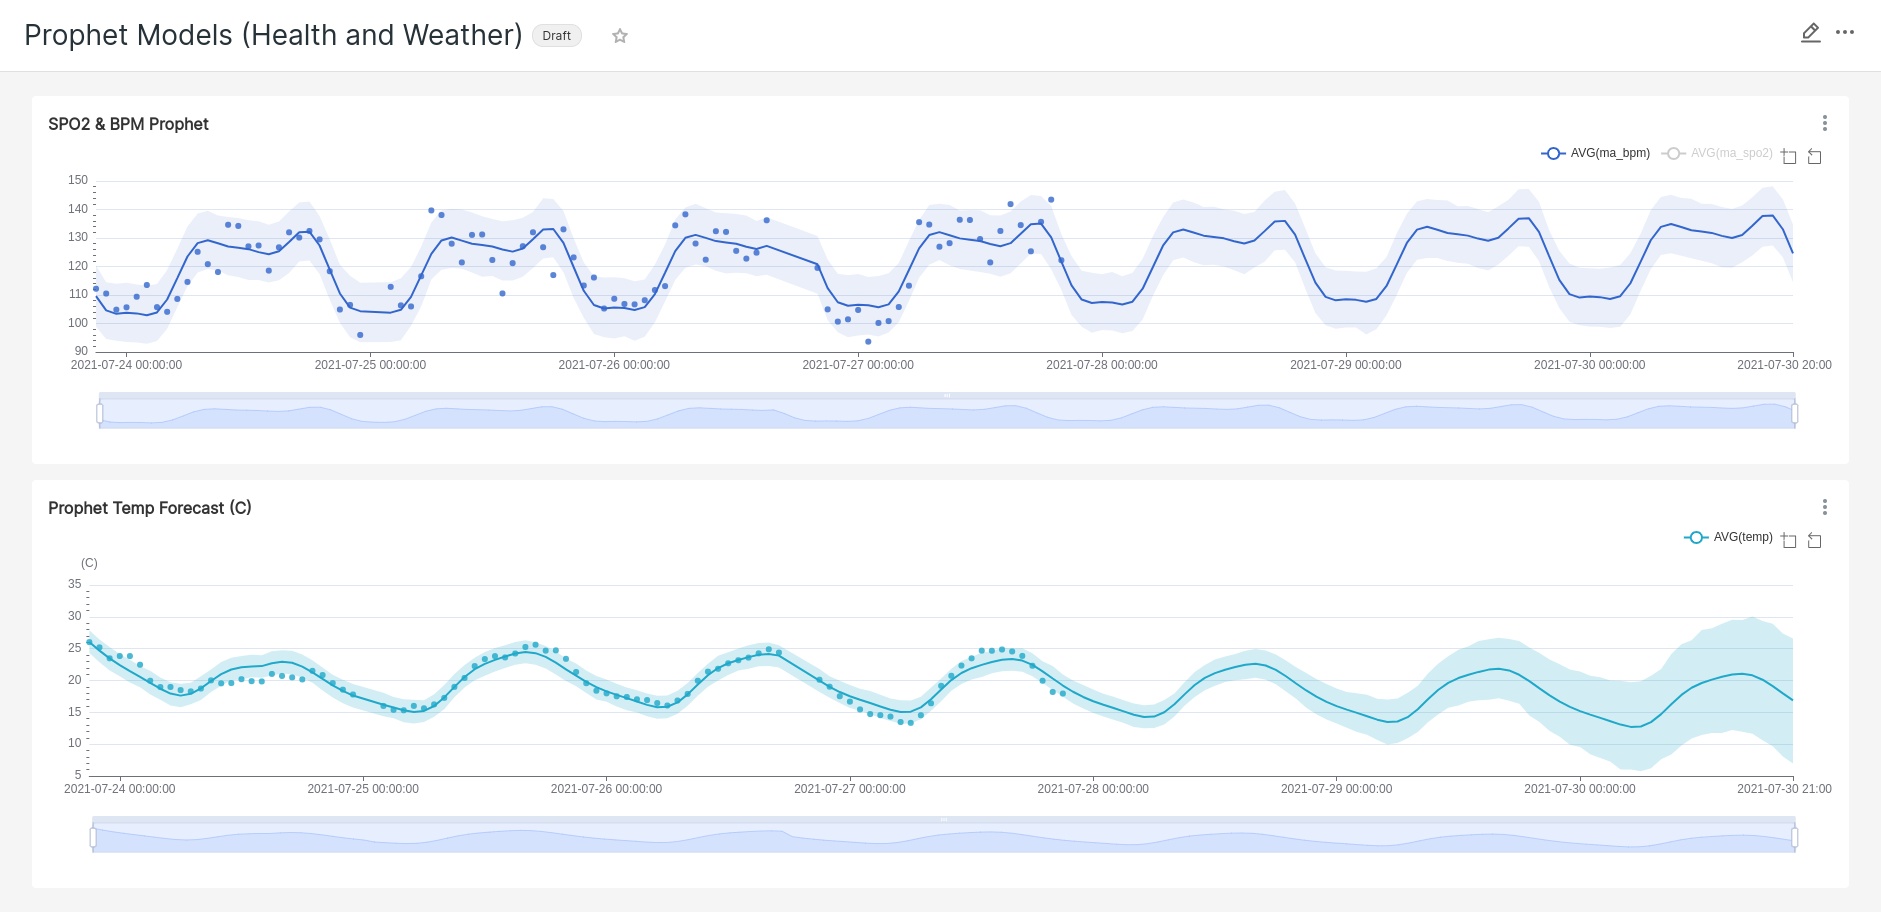 Prophet Models (Health and Weather) Draft
SPO2 & BPM Prophet
AVG(ma_bpm) AVG(ma_spo2)
150
140
130
120
110
100
90
2021-07-24 00:00:00 2021-07-25 00:00:00 2021-07-26 00:00:00 2021-07-27 00:00:00 2021-07-28 00:00:00 2021-07-29 00:00:00 2021-07-30 00:00:00 2021-07-30 20:00
Prophet Temp Forecast (C)
AVG(temp)
(C)
35
30
25
20
15
10
5
2021-07-24 00:00:00 2021-07-25 00:00:00 2021-07-26 00:00:00 2021-07-27 00:00:00 2021-07-28 00:00:00 2021-07-29 00:00:00 2021-07-30 00:00:00 2021-07-30 21:00